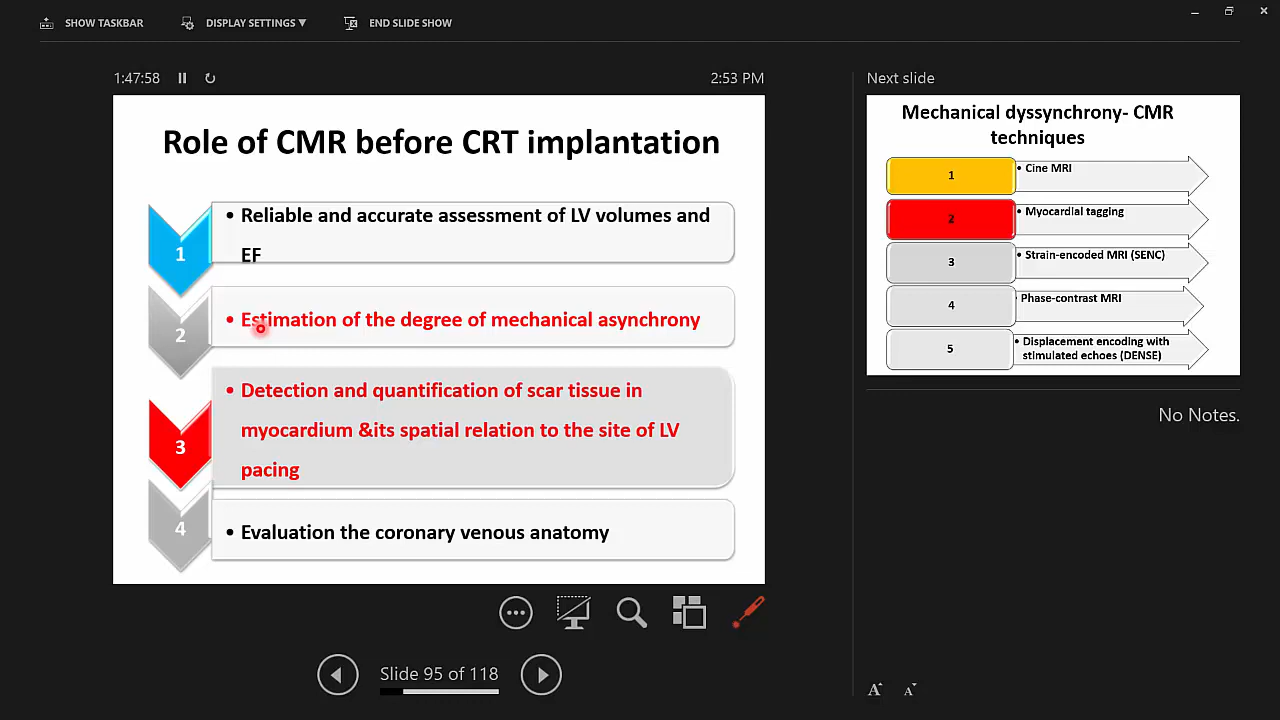 SHOW TASKBAR
DISPLAY SETTINGS ▼
END SLIDE SHOW
1:47:58
2:53 PM
Role of CMR before CRT implantation
1
• Reliable and accurate assessment of LV volumes and
EF
2
• Estimation of the degree of mechanical asynchrony
3
• Detection and quantification of scar tissue in
myocardium &its spatial relation to the site of LV
pacing
4
• Evaluation the coronary venous anatomy
Slide 95 of 118
Next slide
Mechanical dyssynchrony- CMR
techniques
1
• Cine MRI
2
• Myocardial tagging
3
• Strain-encoded MRI (SENC)
4
• Phase-contrast MRI
5
• Displacement encoding with
stimulated echoes (DENSE)
No Notes.
A A